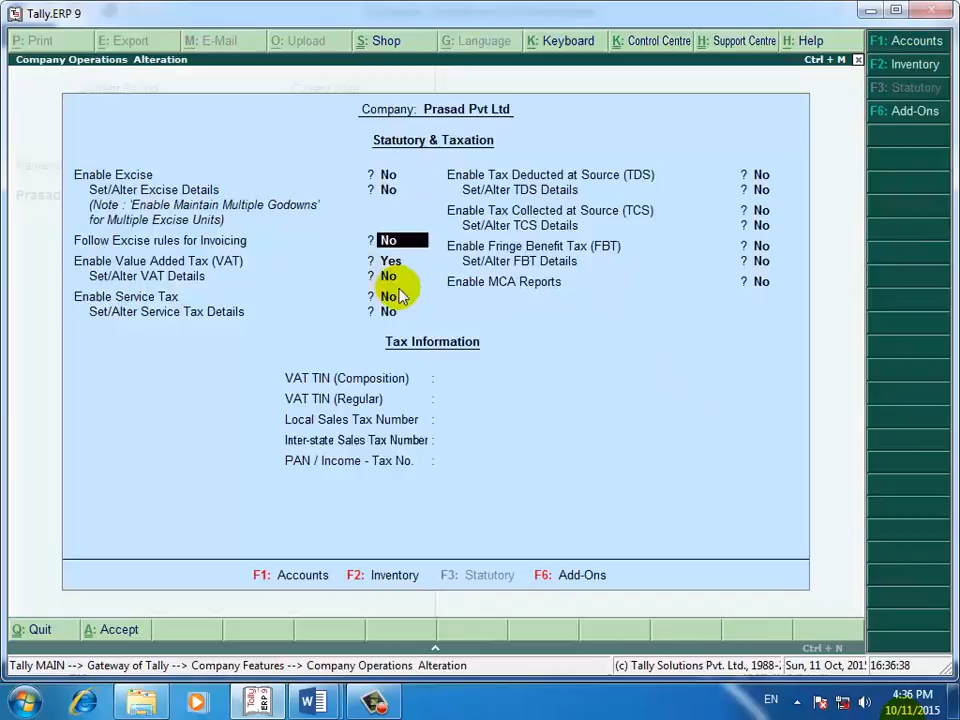 Tally.ERP 9
P: Print
E: Export
M: E-Mail
O: Upload
S: Shop
G: Language
K: Keyboard
K: Control Centre
H: Support Centre
H: Help
F1: Accounts
Company Operations Alteration
Ctrl + M
F2: Inventory
F3: Statutory
F6: Add-Ons
Company: Prasad Pvt Ltd
Statutory & Taxation
Enable Excise ? No
Set/Alter Excise Details ? No
(Note : 'Enable Maintain Multiple Godowns'
for Multiple Excise Units)
Follow Excise rules for Invoicing ? No
Enable Value Added Tax (VAT) ? Yes
Set/Alter VAT Details ? No
Enable Service Tax ? No
Set/Alter Service Tax Details ? No
Enable Tax Deducted at Source (TDS) ? No
Set/Alter TDS Details ? No
Enable Tax Collected at Source (TCS) ? No
Set/Alter TCS Details ? No
Enable Fringe Benefit Tax (FBT) ? No
Set/Alter FBT Details ? No
Enable MCA Reports ? No
Tax Information
VAT TIN (Composition) :
VAT TIN (Regular) :
Local Sales Tax Number :
Inter-state Sales Tax Number :
PAN / Income - Tax No. :
F1: Accounts F2: Inventory F3: Statutory F6: Add-Ons
Q: Quit
A: Accept
Ctrl + N
Tally MAIN --> Gateway of Tally --> Company Features --> Company Operations Alteration
(c) Tally Solutions Pvt. Ltd., 1988-
Sun, 11 Oct, 201
16:36:38
Tally ERP 9
EN
4:36 PM
10/11/2015